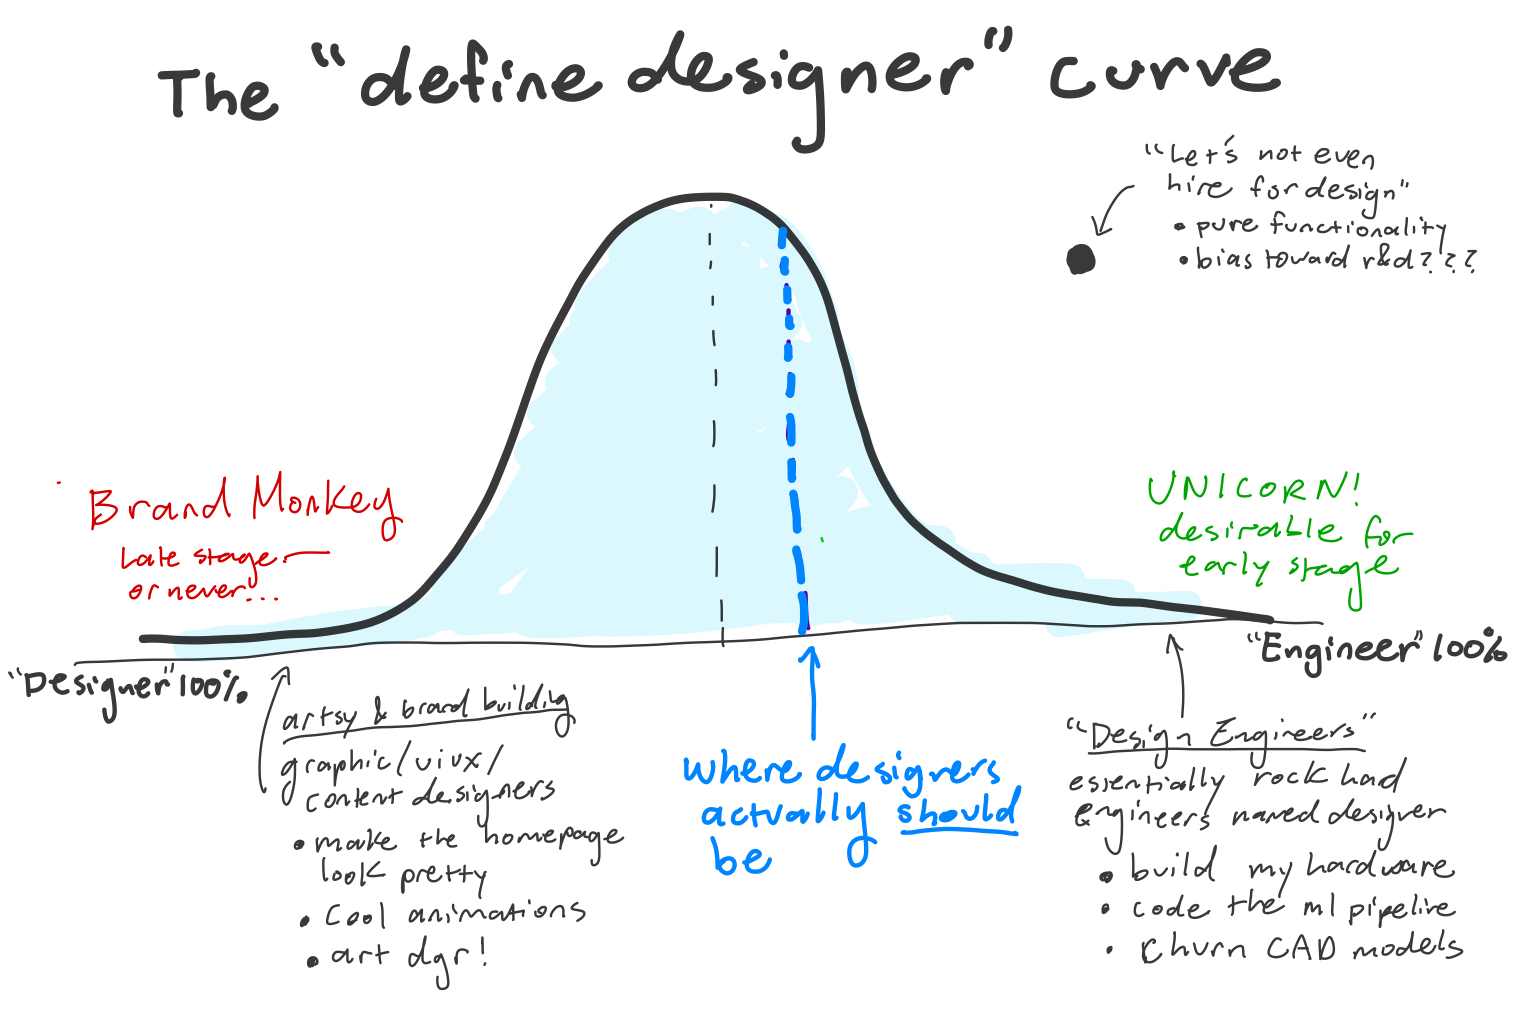 The "define designer" curve
"Let's not even
hire for design"
• pure functionality
• bias toward r&d???
Brand Monkey
Late stage
or never...
UNICORN!
desirable for
early stage
"Designer" 100%
"Engineer" 100%
artsy & brand building
graphic/uiux/
content designers
• make the homepage
look pretty
• Cool animations
• art dgr!
where designers
actually should
be
"Design Engineers"
essentially rock hard
engineers named designer
• build my hardware
• code the ml pipeline
• churn CAD models